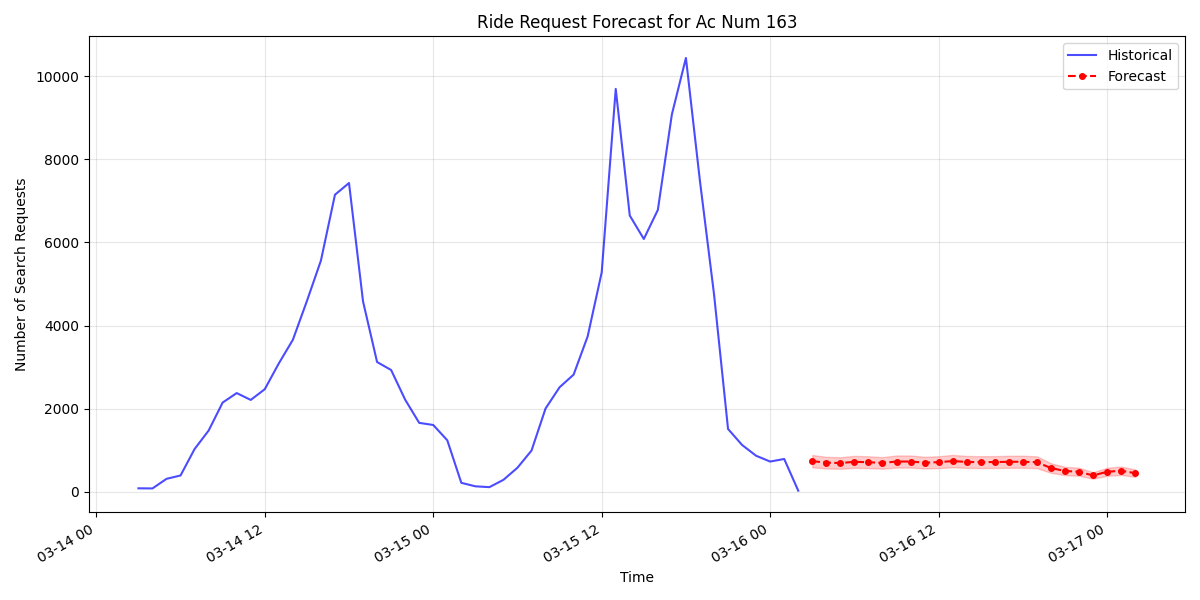 Ride Request Forecast for Ac Num 163
Historical
Forecast
10000
8000
6000
4000
2000
0
Number of Search Requests
03-14 00
03-14 12
03-15 00
03-15 12
03-16 00
03-16 12
03-17 00
Time